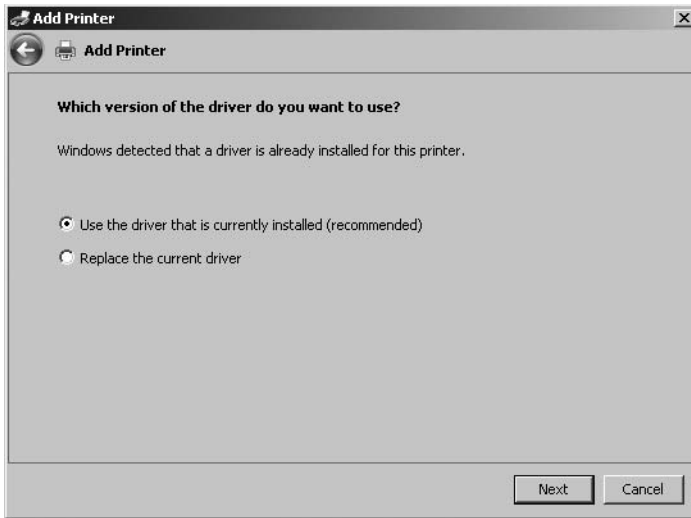 Add Printer
Add Printer
Which version of the driver do you want to use?
Windows detected that a driver is already installed for this printer.
Use the driver that is currently installed (recommended)
Replace the current driver
Next Cancel